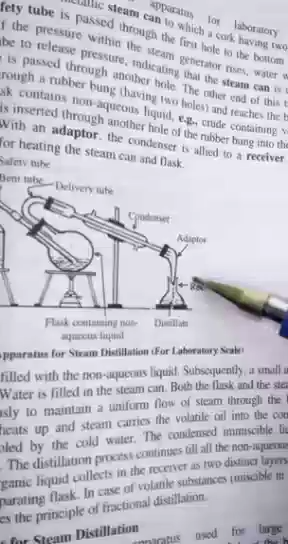 apparatus for laboratory
steam can to which a cork having two
fety tube is passed through the first hole to the bottom
f the pressure within the steam generator rises, water
be to release pressure, indicating that the steam can is
is passed through another hole. The other end of this
rough a rubber bung (having two holes) and reaches the b
sk contains non-aqueous liquid, e.g., crude containing
is inserted through another hole of the rubber bung into the
With an adaptor, the condenser is allied to a receiver
for heating the steam can and flask.
Safety tube
Bent tube
Delivery tube
Condenser
Adaptor
Flask containing non-
aqueous liquid
Distillate
pparatus for Steam Distillation (For Laboratory Scale)
filled with the non-aqueous liquid. Subsequently, a small a
Water is filled in the steam can. Both the flask and the stea
sly to maintain a uniform flow of steam through the
heats up and steam carries the volatile oil into the con
led by the cold water. The condensed immiscible li
. The distillation process continues till all the non-aqueous
ganic liquid collects in the receiver as two distinct layers
parating flask. In case of volatile substances (miscible in
es the principle of fractional distillation.
for Steam Distillation
apparatus used for large